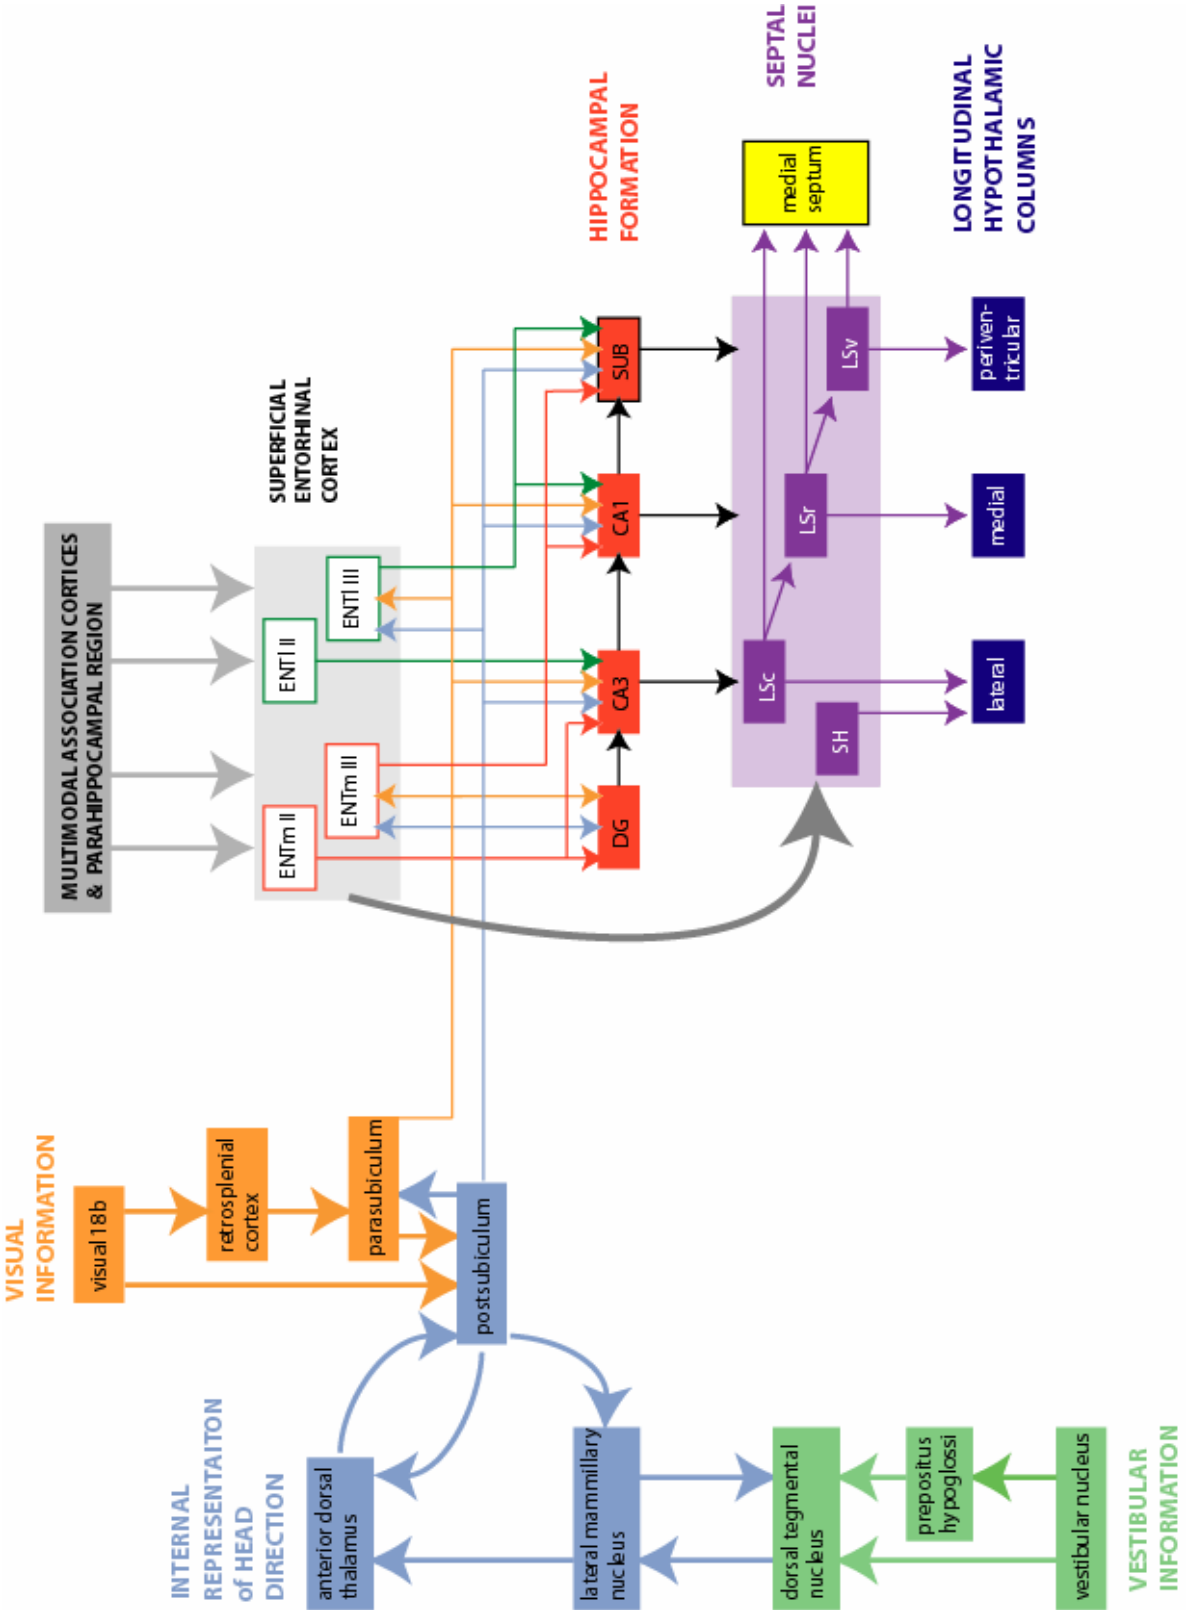 VISUAL
INFORMATION
visual 18b
retrosplenial
cortex
parasubiculum
postsubiculum
INTERNAL
REPRESENTAITON
of HEAD
DIRECTION
anterior dorsal
thalamus
lateral mammillary
nucleus
dorsal tegmental
nucleus
prepositus
hypoglossi
vestibular nucleus
VESTIBULAR
INFORMATION
MULTIMODAL ASSOCIATION CORTICES
& PARAHIPPOCAMPAL REGION
SUPERFICIAL
ENTORHINAL
CORTEX
ENTm II
ENTm III
ENTl II
ENTl III
HIPPOCAMPAL
FORMATION
DG
CA3
CA1
SUB
SEPTAL
NUCLEI
medial
septum
SH
LSc
LSr
LSv
LONGITUDINAL
HYPOTHALAMIC
COLUMNS
lateral
medial
periven-
tricular